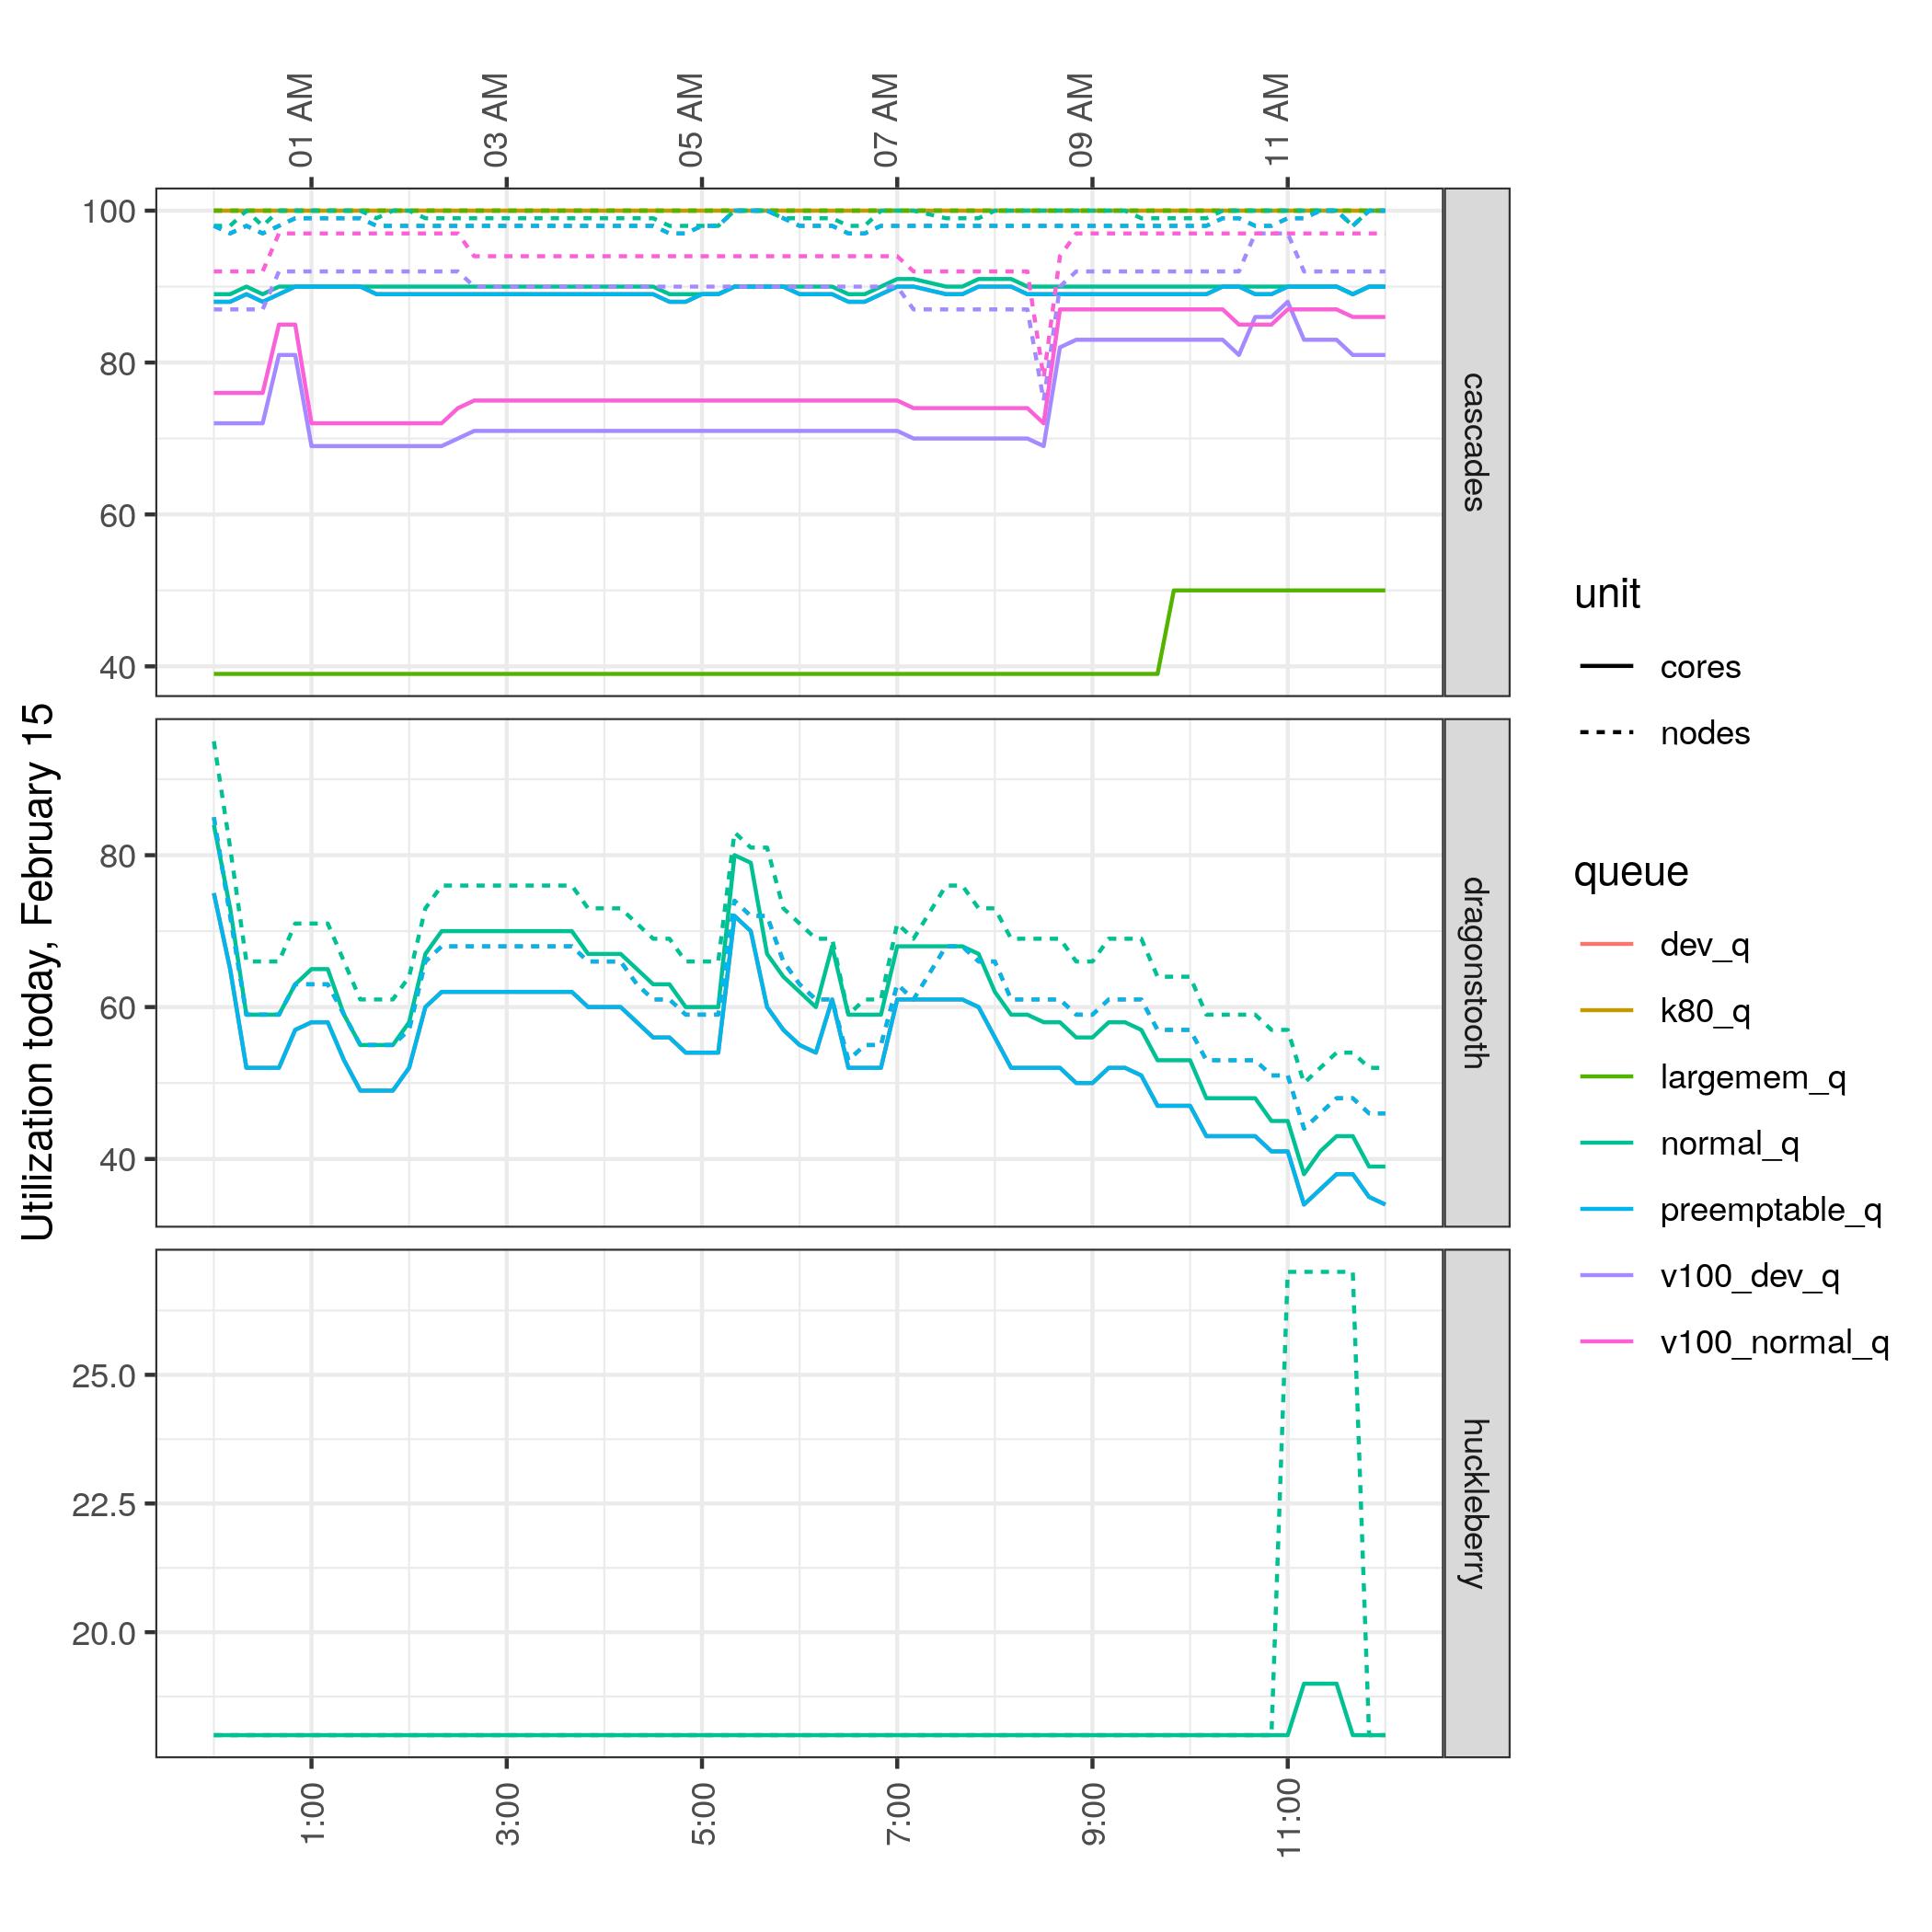 01 AM
03 AM
05 AM
07 AM
09 AM
11 AM
Utilization today, February 15
100
80
60
40
cascades
80
60
40
dragonstooth
25.0
22.5
20.0
huckleberry
1:00
3:00
5:00
7:00
9:00
11:00
unit
cores
nodes
queue
dev_q
k80_q
largemem_q
normal_q
preemptable_q
v100_dev_q
v100_normal_q